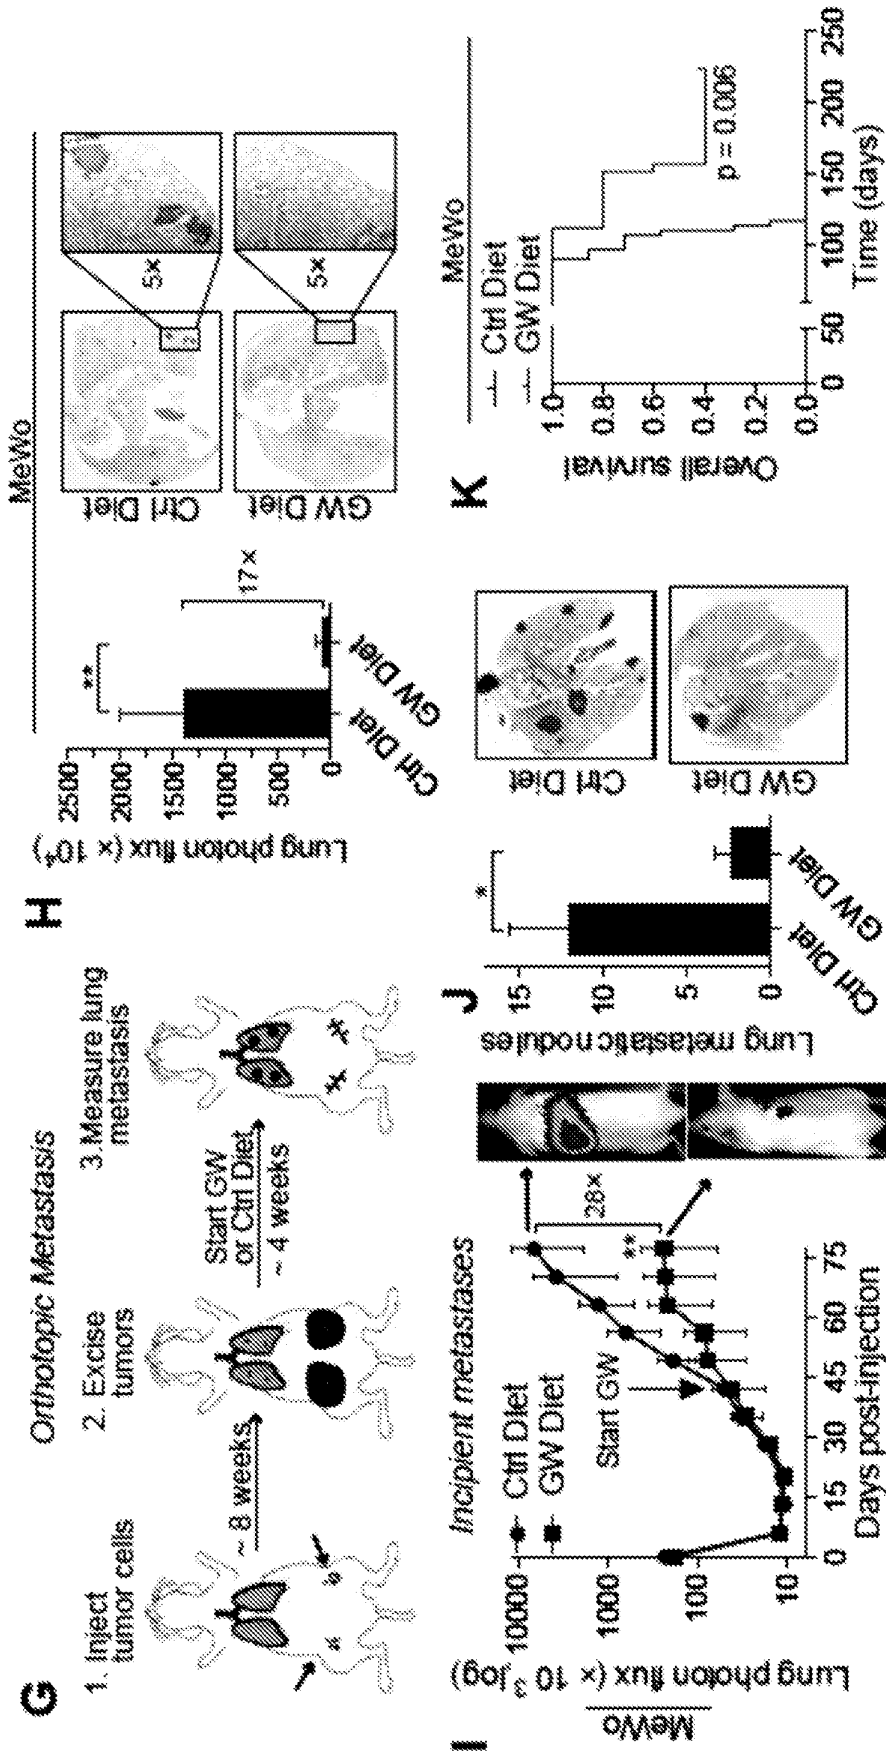 G
Orthotopic Metastasis
1. Inject
tumor cells
~ 8 weeks
2. Excise
tumors
Start GW
or Ctrl Diet
~ 4 weeks
3. Measure lung
metastasis
H
MeWo
Lung photon flux (× 10⁴)
2500
2000
1500
1000
500
0
**
17×
Ctrl Diet
GW Diet
Ctrl Diet
5×
GW Diet
5×
I
MeWo
Incipient metastases
Lung photon flux (× 10⁻³, log)
10000
1000
100
10
Ctrl Diet
GW Diet
Start GW
28×
**
0 15 30 45 60 75
Days post-injection
J
Lung metastatic nodules
15
10
5
0
*
Ctrl Diet
GW Diet
Ctrl Diet
GW Diet
K
MeWo
Ctrl Diet
GW Diet
Overall survival
1.0
0.8
0.6
0.4
0.2
0.0
p = 0.006
0 50 100 150 200 250
Time (days)